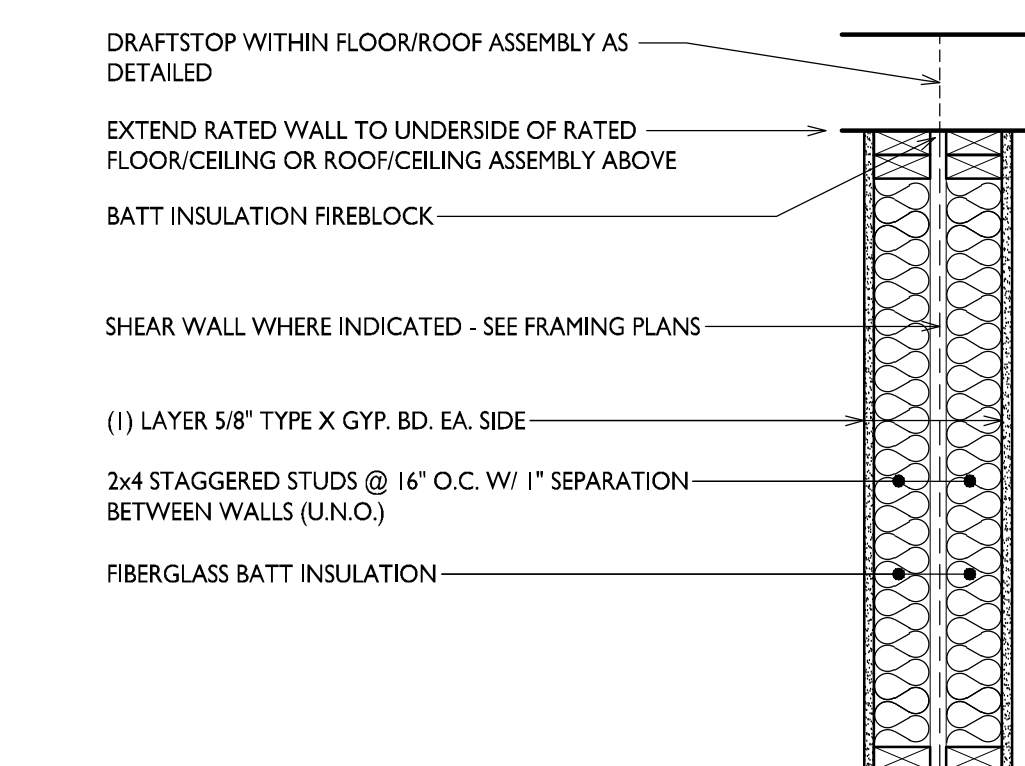 DRAFTSTOP WITHIN FLOOR/ROOF ASSEMBLY AS
DETAILED
EXTEND RATED WALL TO UNDERSIDE OF RATED
FLOOR/CEILING OR ROOF/CEILING ASSEMBLY ABOVE
BATT INSULATION FIREBLOCK
SHEAR WALL WHERE INDICATED - SEE FRAMING PLANS
(1) LAYER 5/8" TYPE X GYP. BD. EA. SIDE
2x4 STAGGERED STUDS @ 16" O.C. W/ 1" SEPARATION
BETWEEN WALLS (U.N.O.)
FIBERGLASS BATT INSULATION